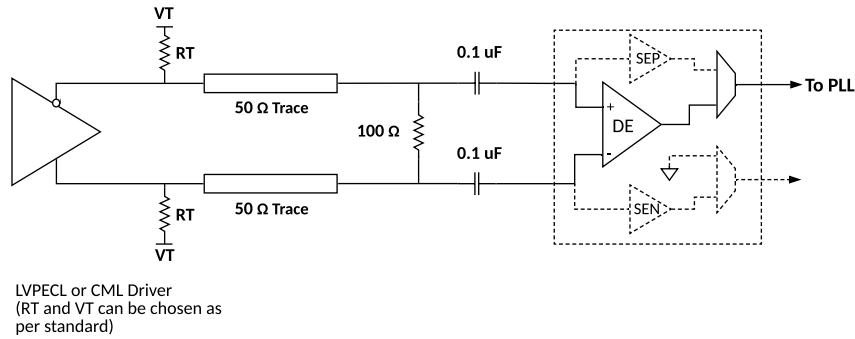 VT
RT
0.1 uF
SEP
To PLL
50 Ω Trace
+
DE
100 Ω
0.1 uF
-
50 Ω Trace
RT
SEN
VT
LVPECL or CML Driver
(RT and VT can be chosen as
per standard)